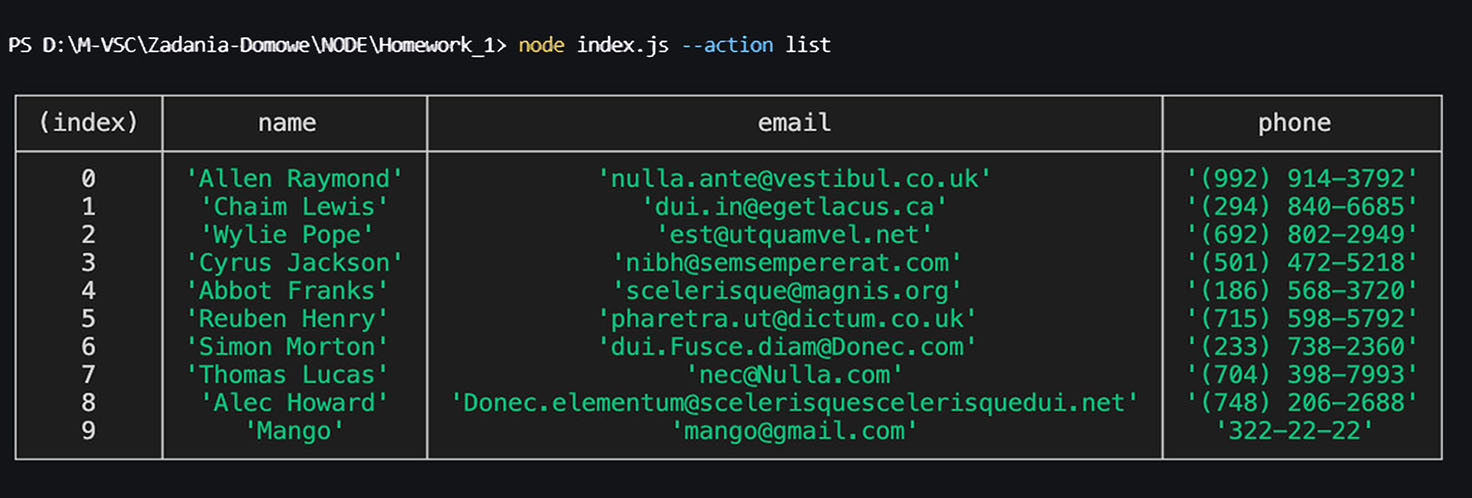 PS D:\M-VSC\Zadania-Domowe\NODE\Homework_1> node index.js --action list
(index) name email phone
0 'Allen Raymond' 'nulla.ante@vestibul.co.uk' '(992) 914-3792'
1 'Chaim Lewis' 'dui.in@egetlacus.ca' '(294) 840-6685'
2 'Wylie Pope' 'est@utquamvel.net' '(692) 802-2949'
3 'Cyrus Jackson' 'nibh@semsempererat.com' '(501) 472-5218'
4 'Abbot Franks' 'scelerisque@magnis.org' '(186) 568-3720'
5 'Reuben Henry' 'pharetra.ut@dictum.co.uk' '(715) 598-5792'
6 'Simon Morton' 'dui.Fusce.diam@Donec.com' '(233) 738-2360'
7 'Thomas Lucas' 'nec@Nulla.com' '(704) 398-7993'
8 'Alec Howard' 'Donec.elementum@scelerisquescelerisquedui.net' '(748) 206-2688'
9 'Mango' 'mango@gmail.com' '322-22-22'